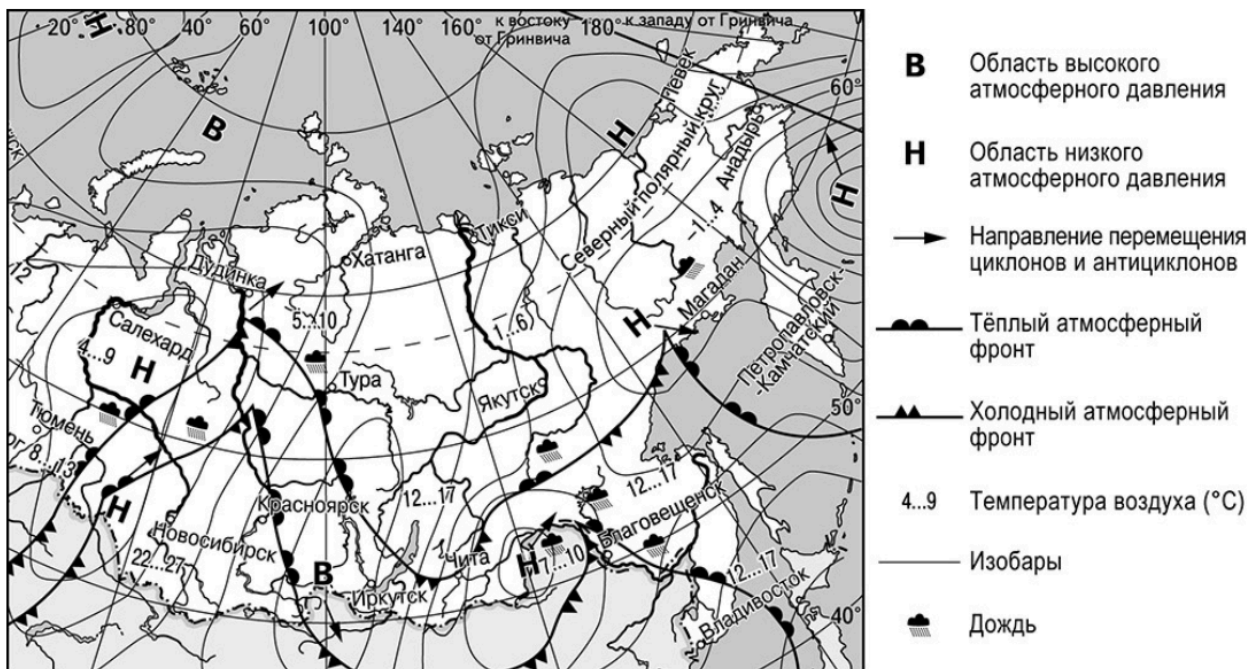 20° 40° 60° 80° 100 120 140 160 180°
к востоку
от Гринвича
к западу от Гринвича
Н
В
Певек
60°
Н
Северный полярный круг
Анадырь
Н
Тикси
Хатанга
Дудинка
12
1...4
5...10
Салехард
4...9
Н
1...6
Н
Магадан
Петропавловск-
-Камчатский
Тура
Якутск
50°
Тюмень
8...13
Н
Красноярск
12...17
12...17
Новосибирск
22...27
Благовещенск
Чита
Н
7...10
В
Иркутск
12...17
Владивосток
40°
В
Область высокого
атмосферного давления
Н
Область низкого
атмосферного давления
Направление перемещения
циклонов и антициклонов
Тёплый атмосферный
фронт
Холодный атмосферный
фронт
4...9 Температура воздуха (°С)
Изобары
Дождь